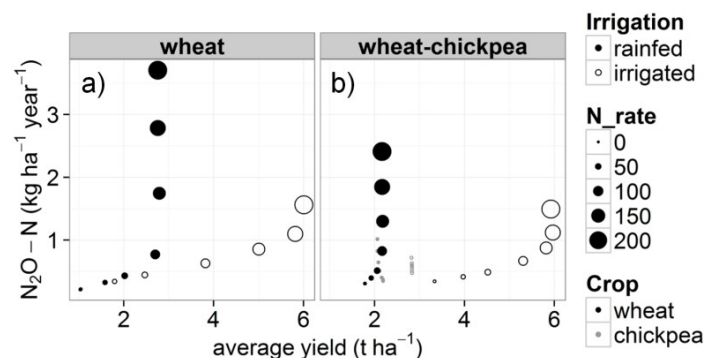 wheat
wheat-chickpea
a)
b)
N₂O – N (kg ha⁻¹ year⁻¹)
3
2
1
2
4
6
2
4
6
average yield (t ha⁻¹)
Irrigation
rainfed
irrigated
N_rate
0
50
100
150
200
Crop
wheat
chickpea